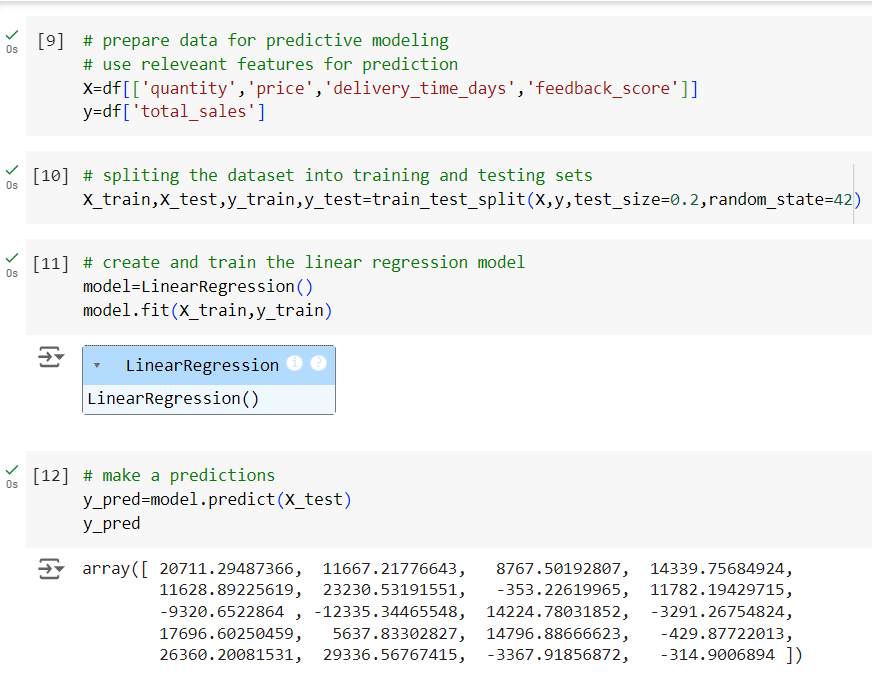 [9] # prepare data for predictive modeling
# use releveant features for prediction
X=df[['quantity','price','delivery_time_days','feedback_score']]
y=df['total_sales']
0s
[10] # spliting the dataset into training and testing sets
X_train,X_test,y_train,y_test=train_test_split(X,y,test_size=0.2,random_state=42)
0s
[11] # create and train the linear regression model
model=LinearRegression()
model.fit(X_train,y_train)
0s
LinearRegression i ?
LinearRegression()
[12] # make a predictions
y_pred=model.predict(X_test)
y_pred
0s
array([ 20711.29487366, 11667.21776643, 8767.50192807, 14339.75684924,
11628.89225619, 23230.53191551, -353.22619965, 11782.19429715,
-9320.6522864 , -12335.34465548, 14224.78031852, -3291.26754824,
17696.60250459, 5637.83302827, 14796.88666623, -429.87722013,
26360.20081531, 29336.56767415, -3367.91856872, -314.9006894 ])